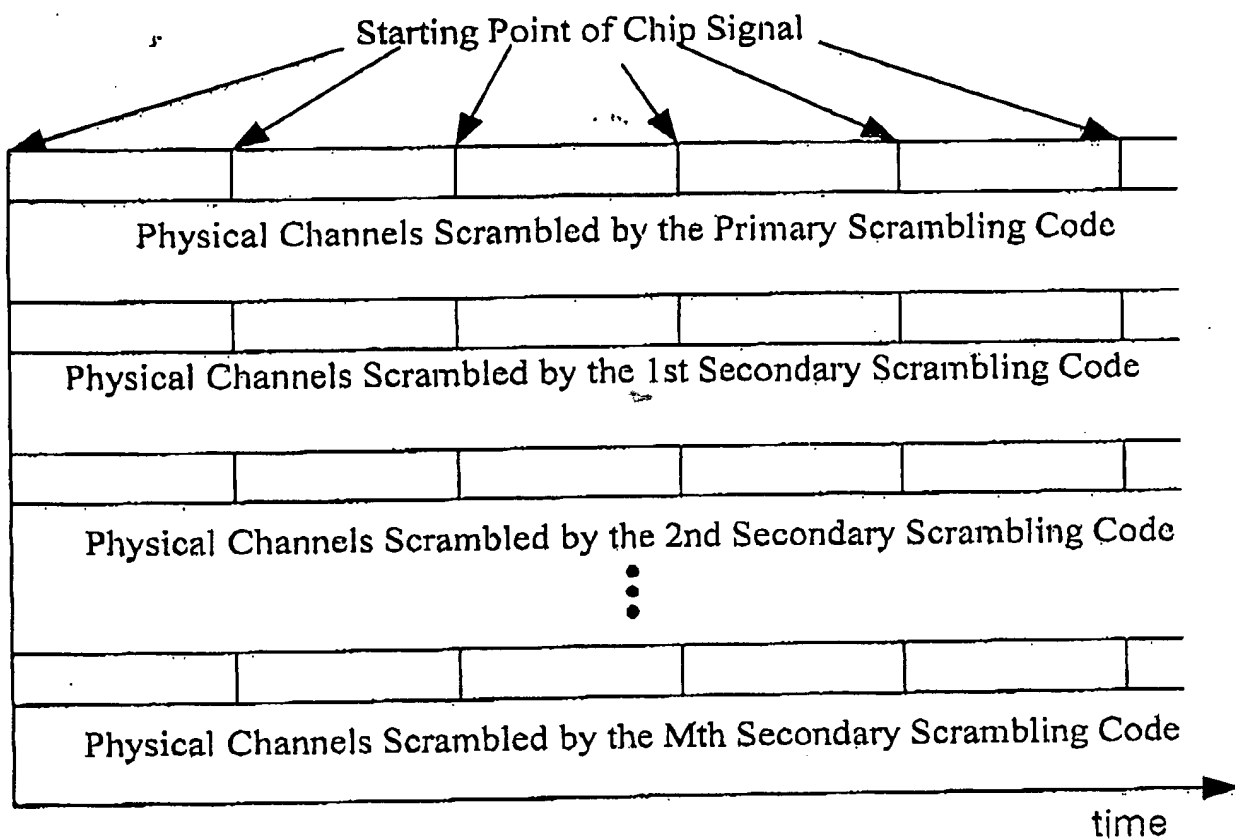 Starting Point of Chip Signal
Physical Channels Scrambled by the Primary Scrambling Code
Physical Channels Scrambled by the 1st Secondary Scrambling Code
Physical Channels Scrambled by the 2nd Secondary Scrambling Code
Physical Channels Scrambled by the Mth Secondary Scrambling Code
time